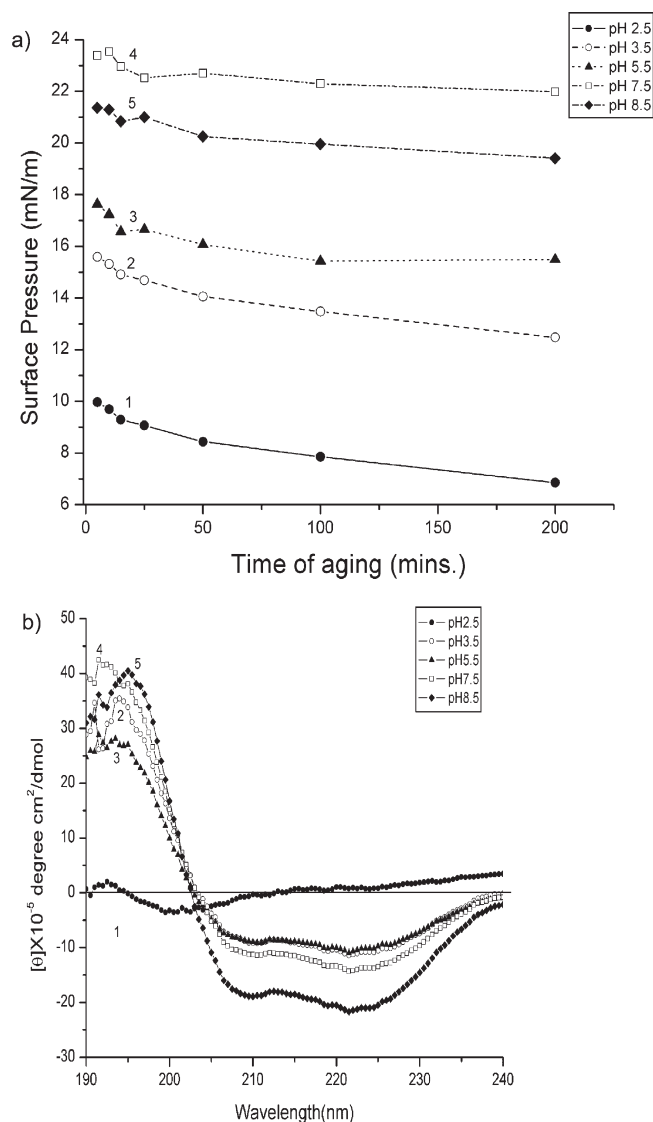 a)
24
22
20
18
16
14
12
10
8
6
Surface Pressure (mN/m)
4
5
3
2
1
pH 2.5
pH 3.5
pH 5.5
pH 7.5
pH 8.5
0 50 100 150 200
Time of aging (mins.)
b)
50
40
30
20
10
0
-10
-20
-30
[θ]X10⁻⁵ degree cm²/dmol
4
5
2
3
1
pH2.5
pH3.5
pH5.5
pH7.5
pH8.5
190 200 210 220 230 240
Wavelength(nm)